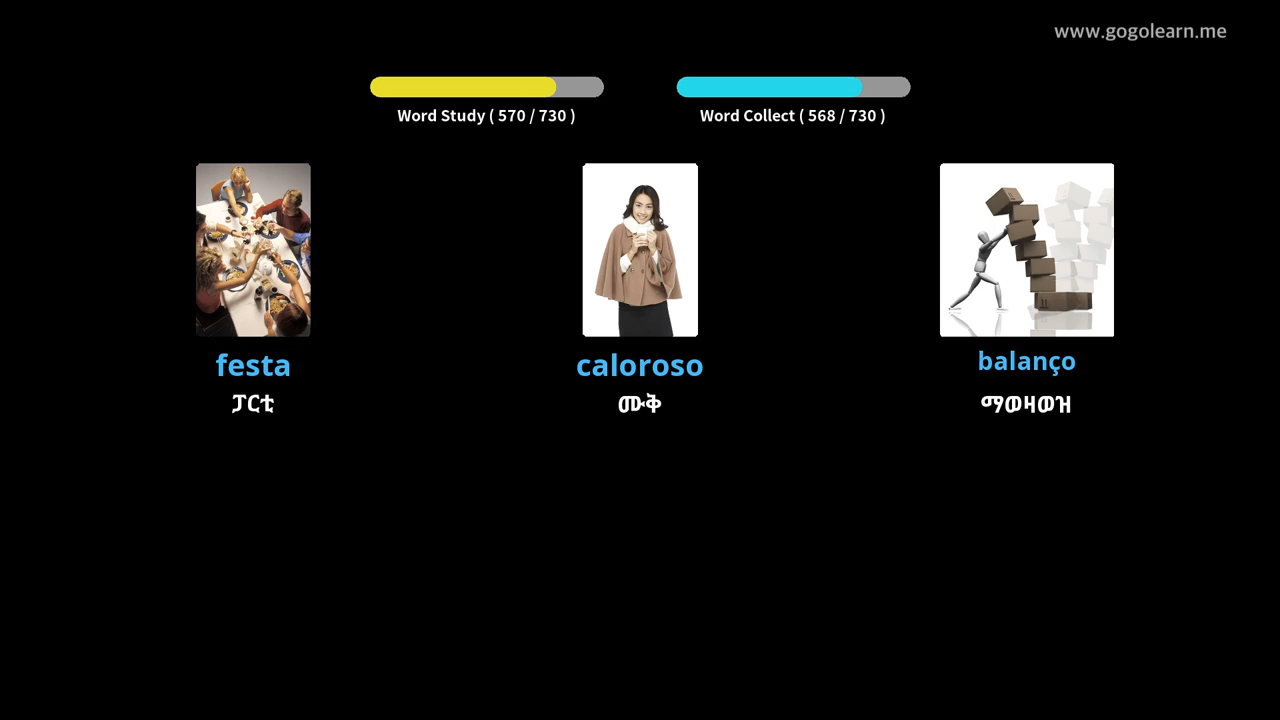 www.gogolearn.me
Word Study ( 570 / 730 )
Word Collect ( 568 / 730 )
festa
caloroso
balanço
ፓርቲ
ሙቅ
ማወዛወዝ